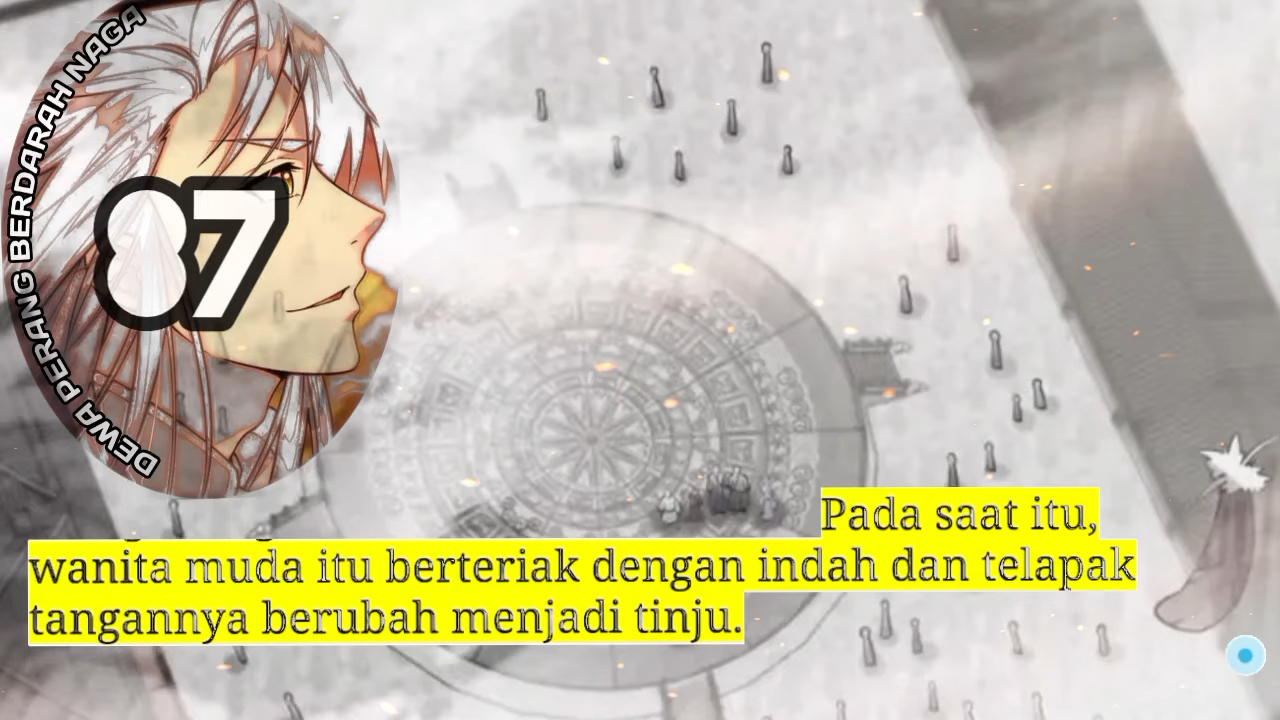 DEWA PERANG BERDARAH NAGA
87
Pada saat itu,
wanita muda itu berteriak dengan indah dan telapak
tangannya berubah menjadi tinju.